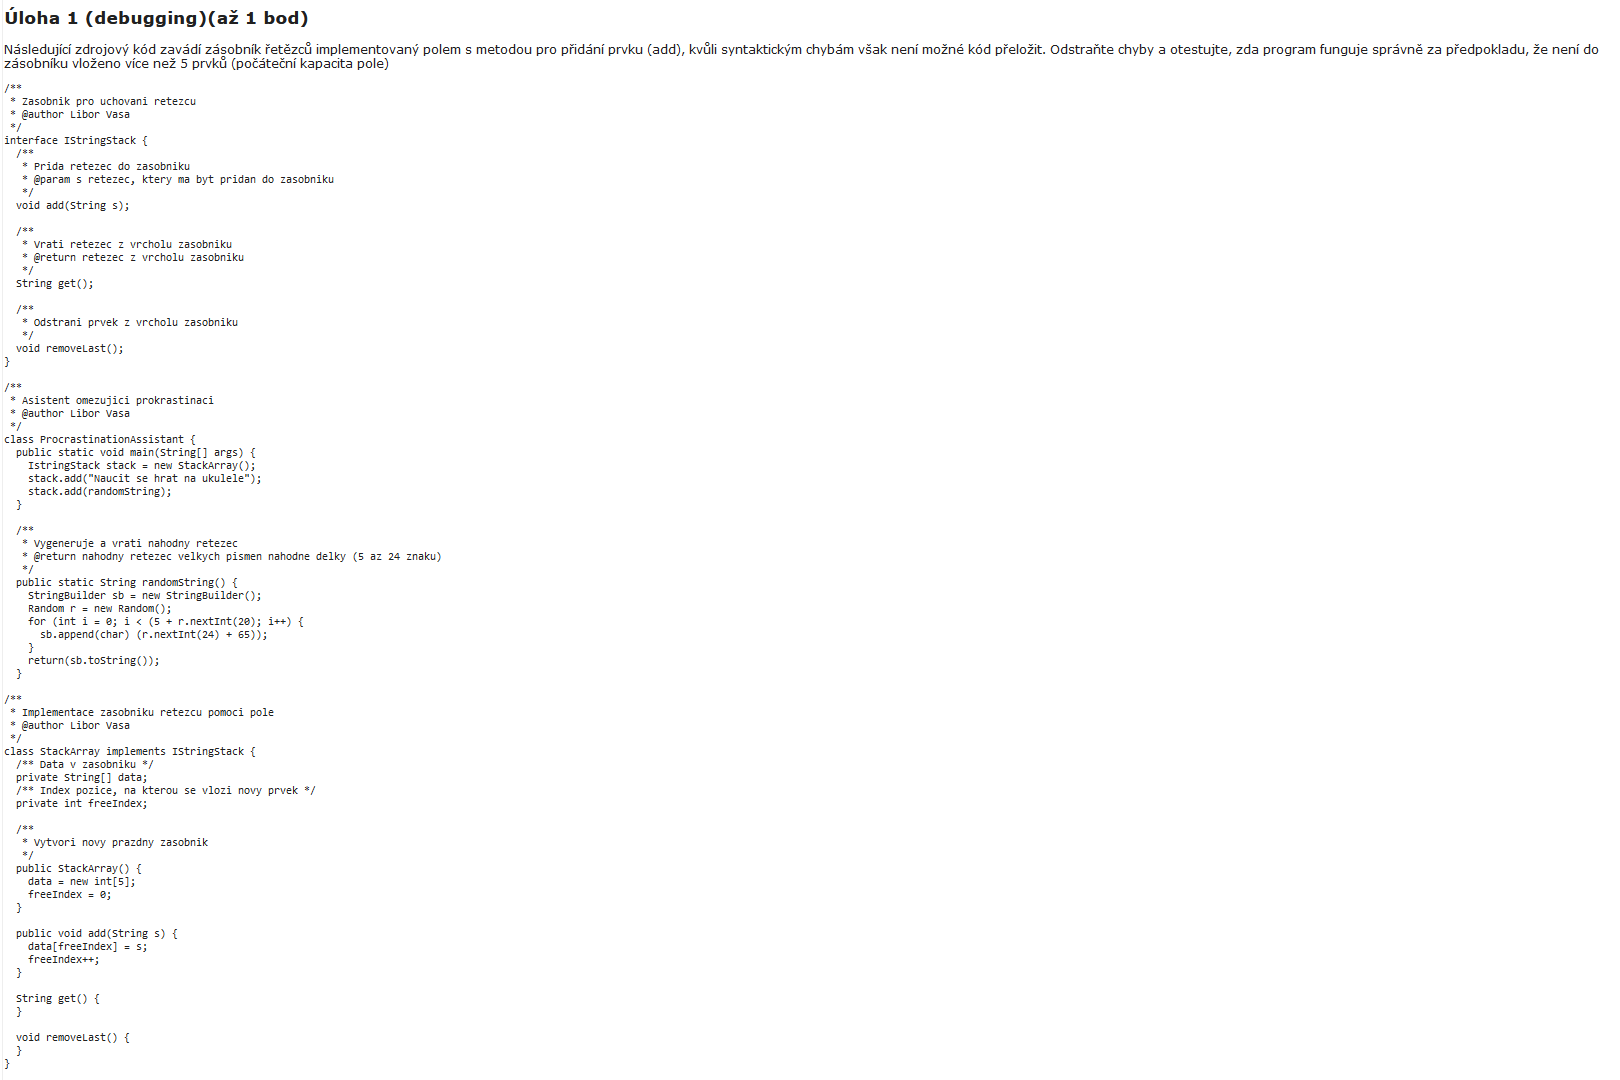 Úloha 1 (debugging)(až 1 bod)
Následující zdrojový kód zavádí zásobník řetězců implementovaný polem s metodou pro přidání prvku (add), kvůli syntaktickým chybám však není možné kód přeložit. Odstraňte chyby a otestujte, zda program funguje správně za předpokladu, že není do
zásobníku vloženo více než 5 prvků (počáteční kapacita pole)
/**
 * Zasobnik pro uchovani retezcu
 * @author Libor Vasa
 */
interface IStringStack {
  /**
   * Prida retezec do zasobniku
   * @param s retezec, ktery ma byt pridan do zasobniku
   */
  void add(String s);

  /**
   * Vrati retezec z vrcholu zasobniku
   * @return retezec z vrcholu zasobniku
   */
  String get();

  /**
   * Odstrani prvek z vrcholu zasobniku
   */
  void removeLast();
}

/**
 * Asistent omezujici prokrastinaci
 * @author Libor Vasa
 */
class ProcrastinationAssistant {
  public static void main(String[] args) {
    IstringStack stack = new StackArray();
    stack.add("Naucit se hrat na ukulele");
    stack.add(randomString);
  }

  /**
   * Vygeneruje a vrati nahodny retezec
   * @return nahodny retezec velkych pismen nahodne delky (5 az 24 znaku)
   */
  public static String randomString() {
    StringBuilder sb = new StringBuilder();
    Random r = new Random();
    for (int i = 0; i < (5 + r.nextInt(20); i++) {
      sb.append(char) (r.nextInt(24) + 65));
    }
    return(sb.toString());
  }

/**
 * Implementace zasobniku retezcu pomoci pole
 * @author Libor Vasa
 */
class StackArray implements IStringStack {
  /** Data v zasobniku */
  private String[] data;
  /** Index pozice, na kterou se vlozi novy prvek */
  private int freeIndex;

  /**
   * Vytvori novy prazdny zasobnik
   */
  public StackArray() {
    data = new int[5];
    freeIndex = 0;
  }

  public void add(String s) {
    data[freeIndex] = s;
    freeIndex++;
  }

  String get() {
  }

  void removeLast() {
  }
}